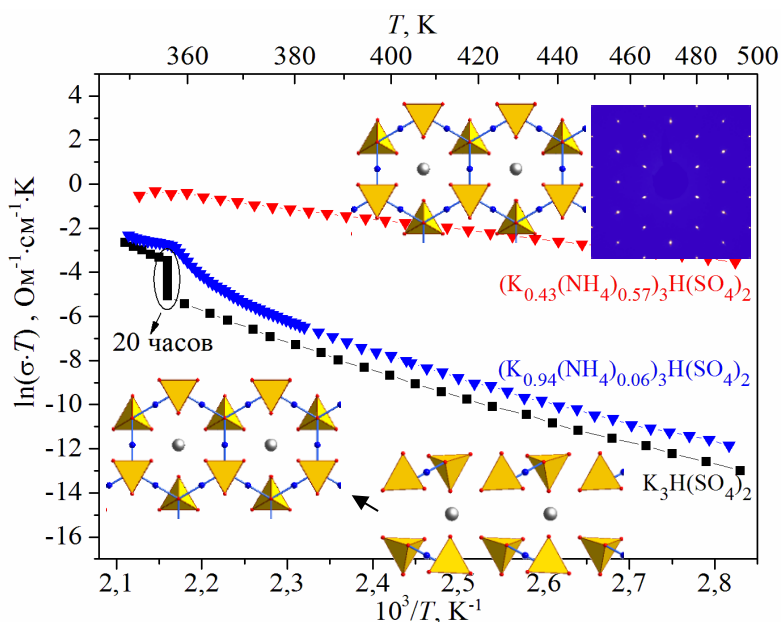 T, K
360 380 400 420 440 460 480 500
4
2
0
-2
-4
-6
-8
-10
-12
-14
-16
ln(σ·T) , Ом⁻¹·см⁻¹·K
(K₀.₄₃(NH₄)₀.₅₇)₃H(SO₄)₂
20 часов
(K₀.₉₄(NH₄)₀.₀₆)₃H(SO₄)₂
K₃H(SO₄)₂
2,1 2,2 2,3 2,4 2,5 2,6 2,7 2,8
10³/T, K⁻¹